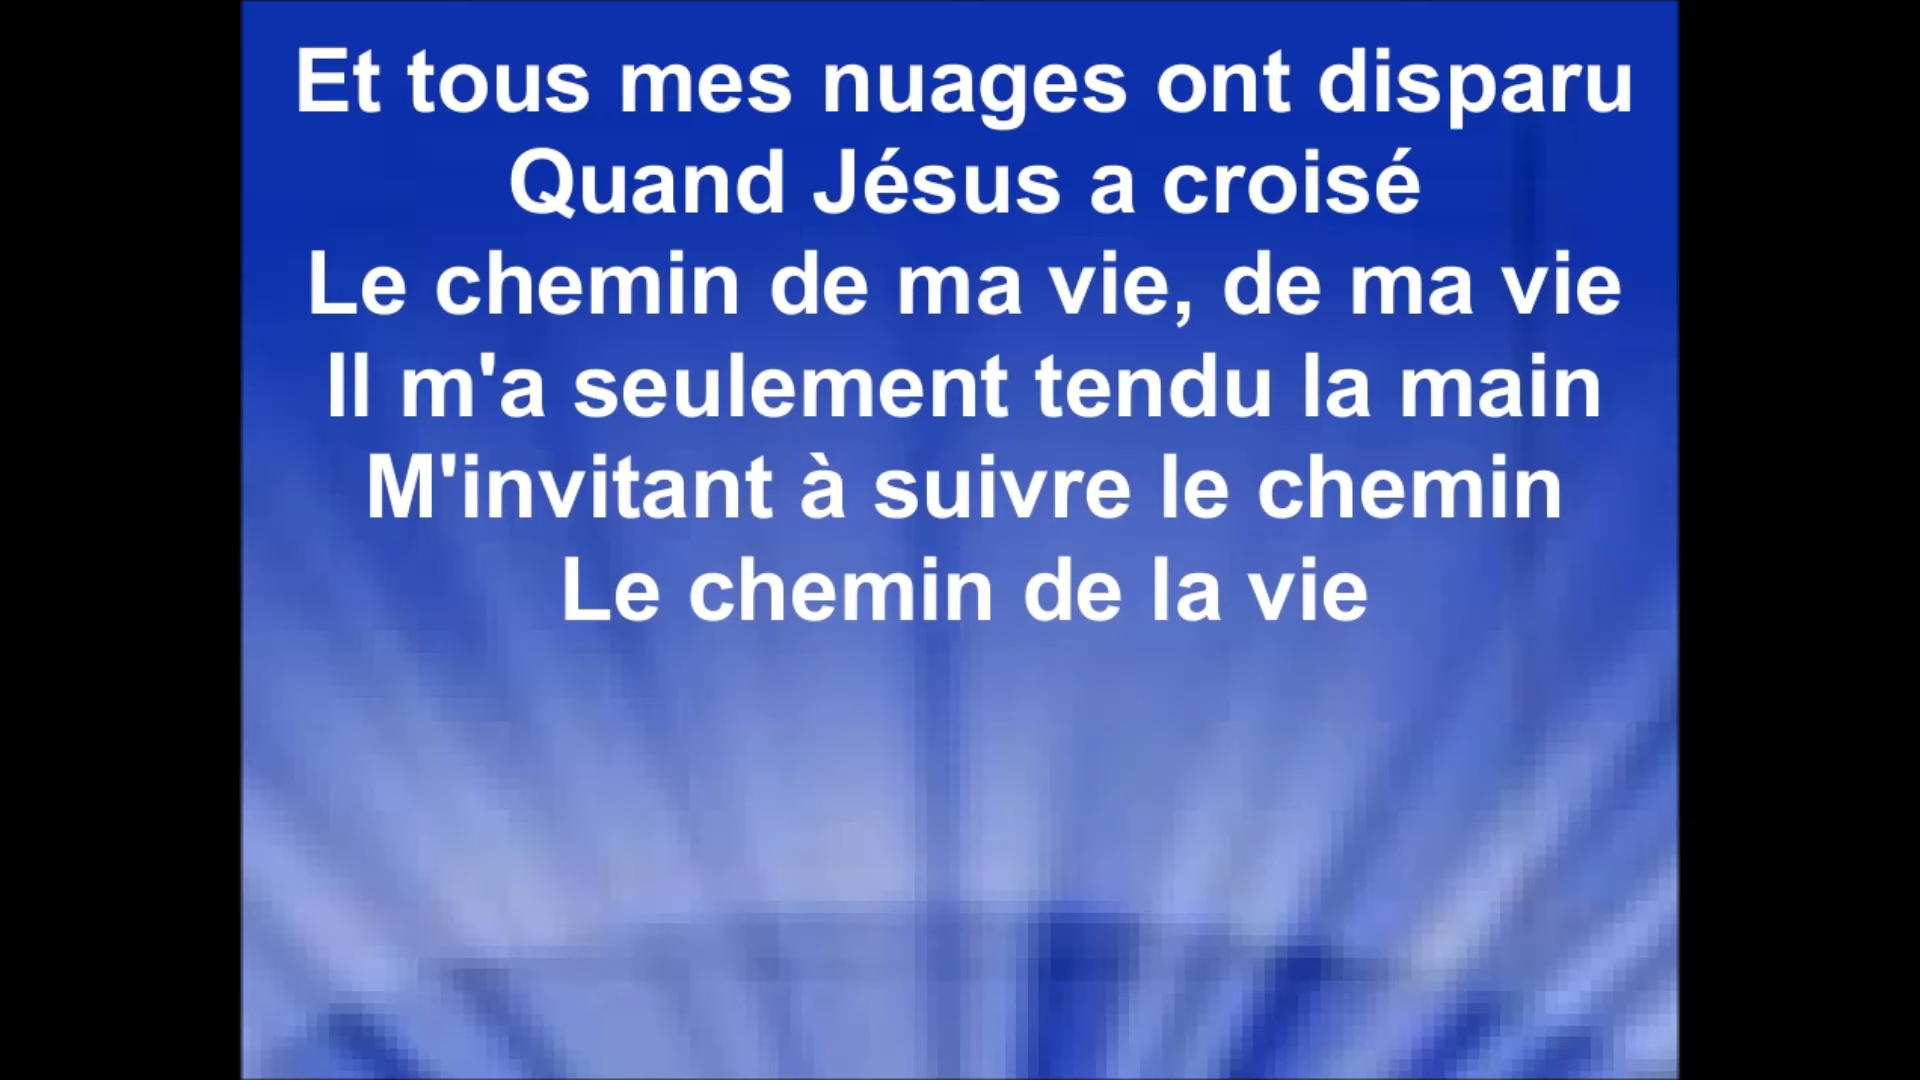 Et tous mes nuages ont disparu
Quand Jésus a croisé
Le chemin de ma vie, de ma vie
Il m'a seulement tendu la main
M'invitant à suivre le chemin
Le chemin de la vie